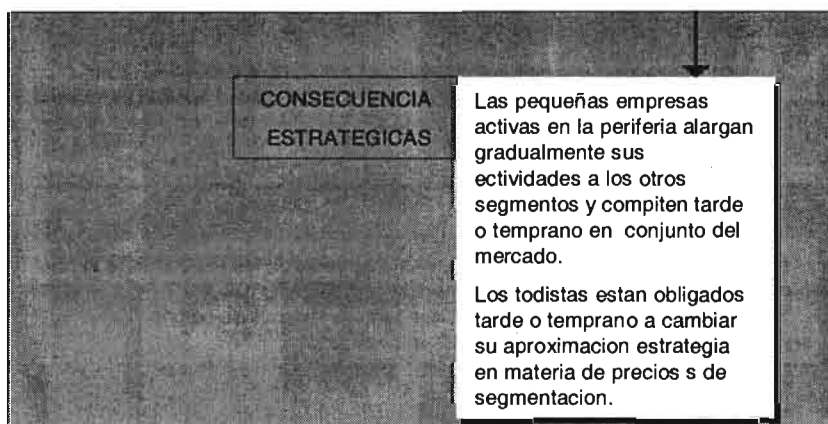 CONSECUENCIA
ESTRATEGICAS
Las pequeñas empresas
activas en la periferia alargan
gradualmente sus
ectividades a los otros
segmentos y compiten tarde
o temprano en conjunto del
mercado.
Los todistas estan obligados
tarde o temprano a cambiar
su aproximacion estrategia
en materia de precios s de
segmentacion.